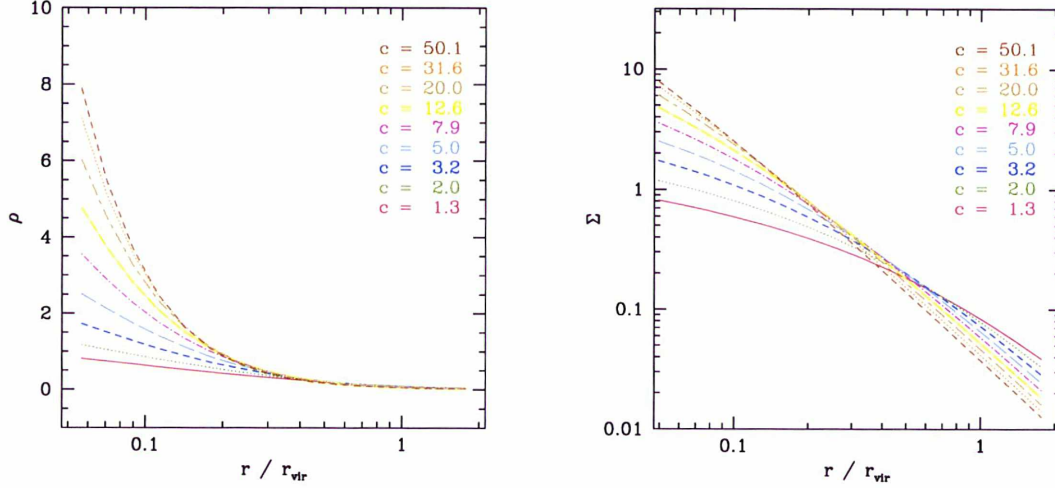 10
8
6
4
2
0
ρ
c = 50.1
c = 31.6
c = 20.0
c = 12.6
c = 7.9
c = 5.0
c = 3.2
c = 2.0
c = 1.3
0.1
1
r / r_vir
10
1
0.1
0.01
Σ
c = 50.1
c = 31.6
c = 20.0
c = 12.6
c = 7.9
c = 5.0
c = 3.2
c = 2.0
c = 1.3
0.1
1
r / r_vir